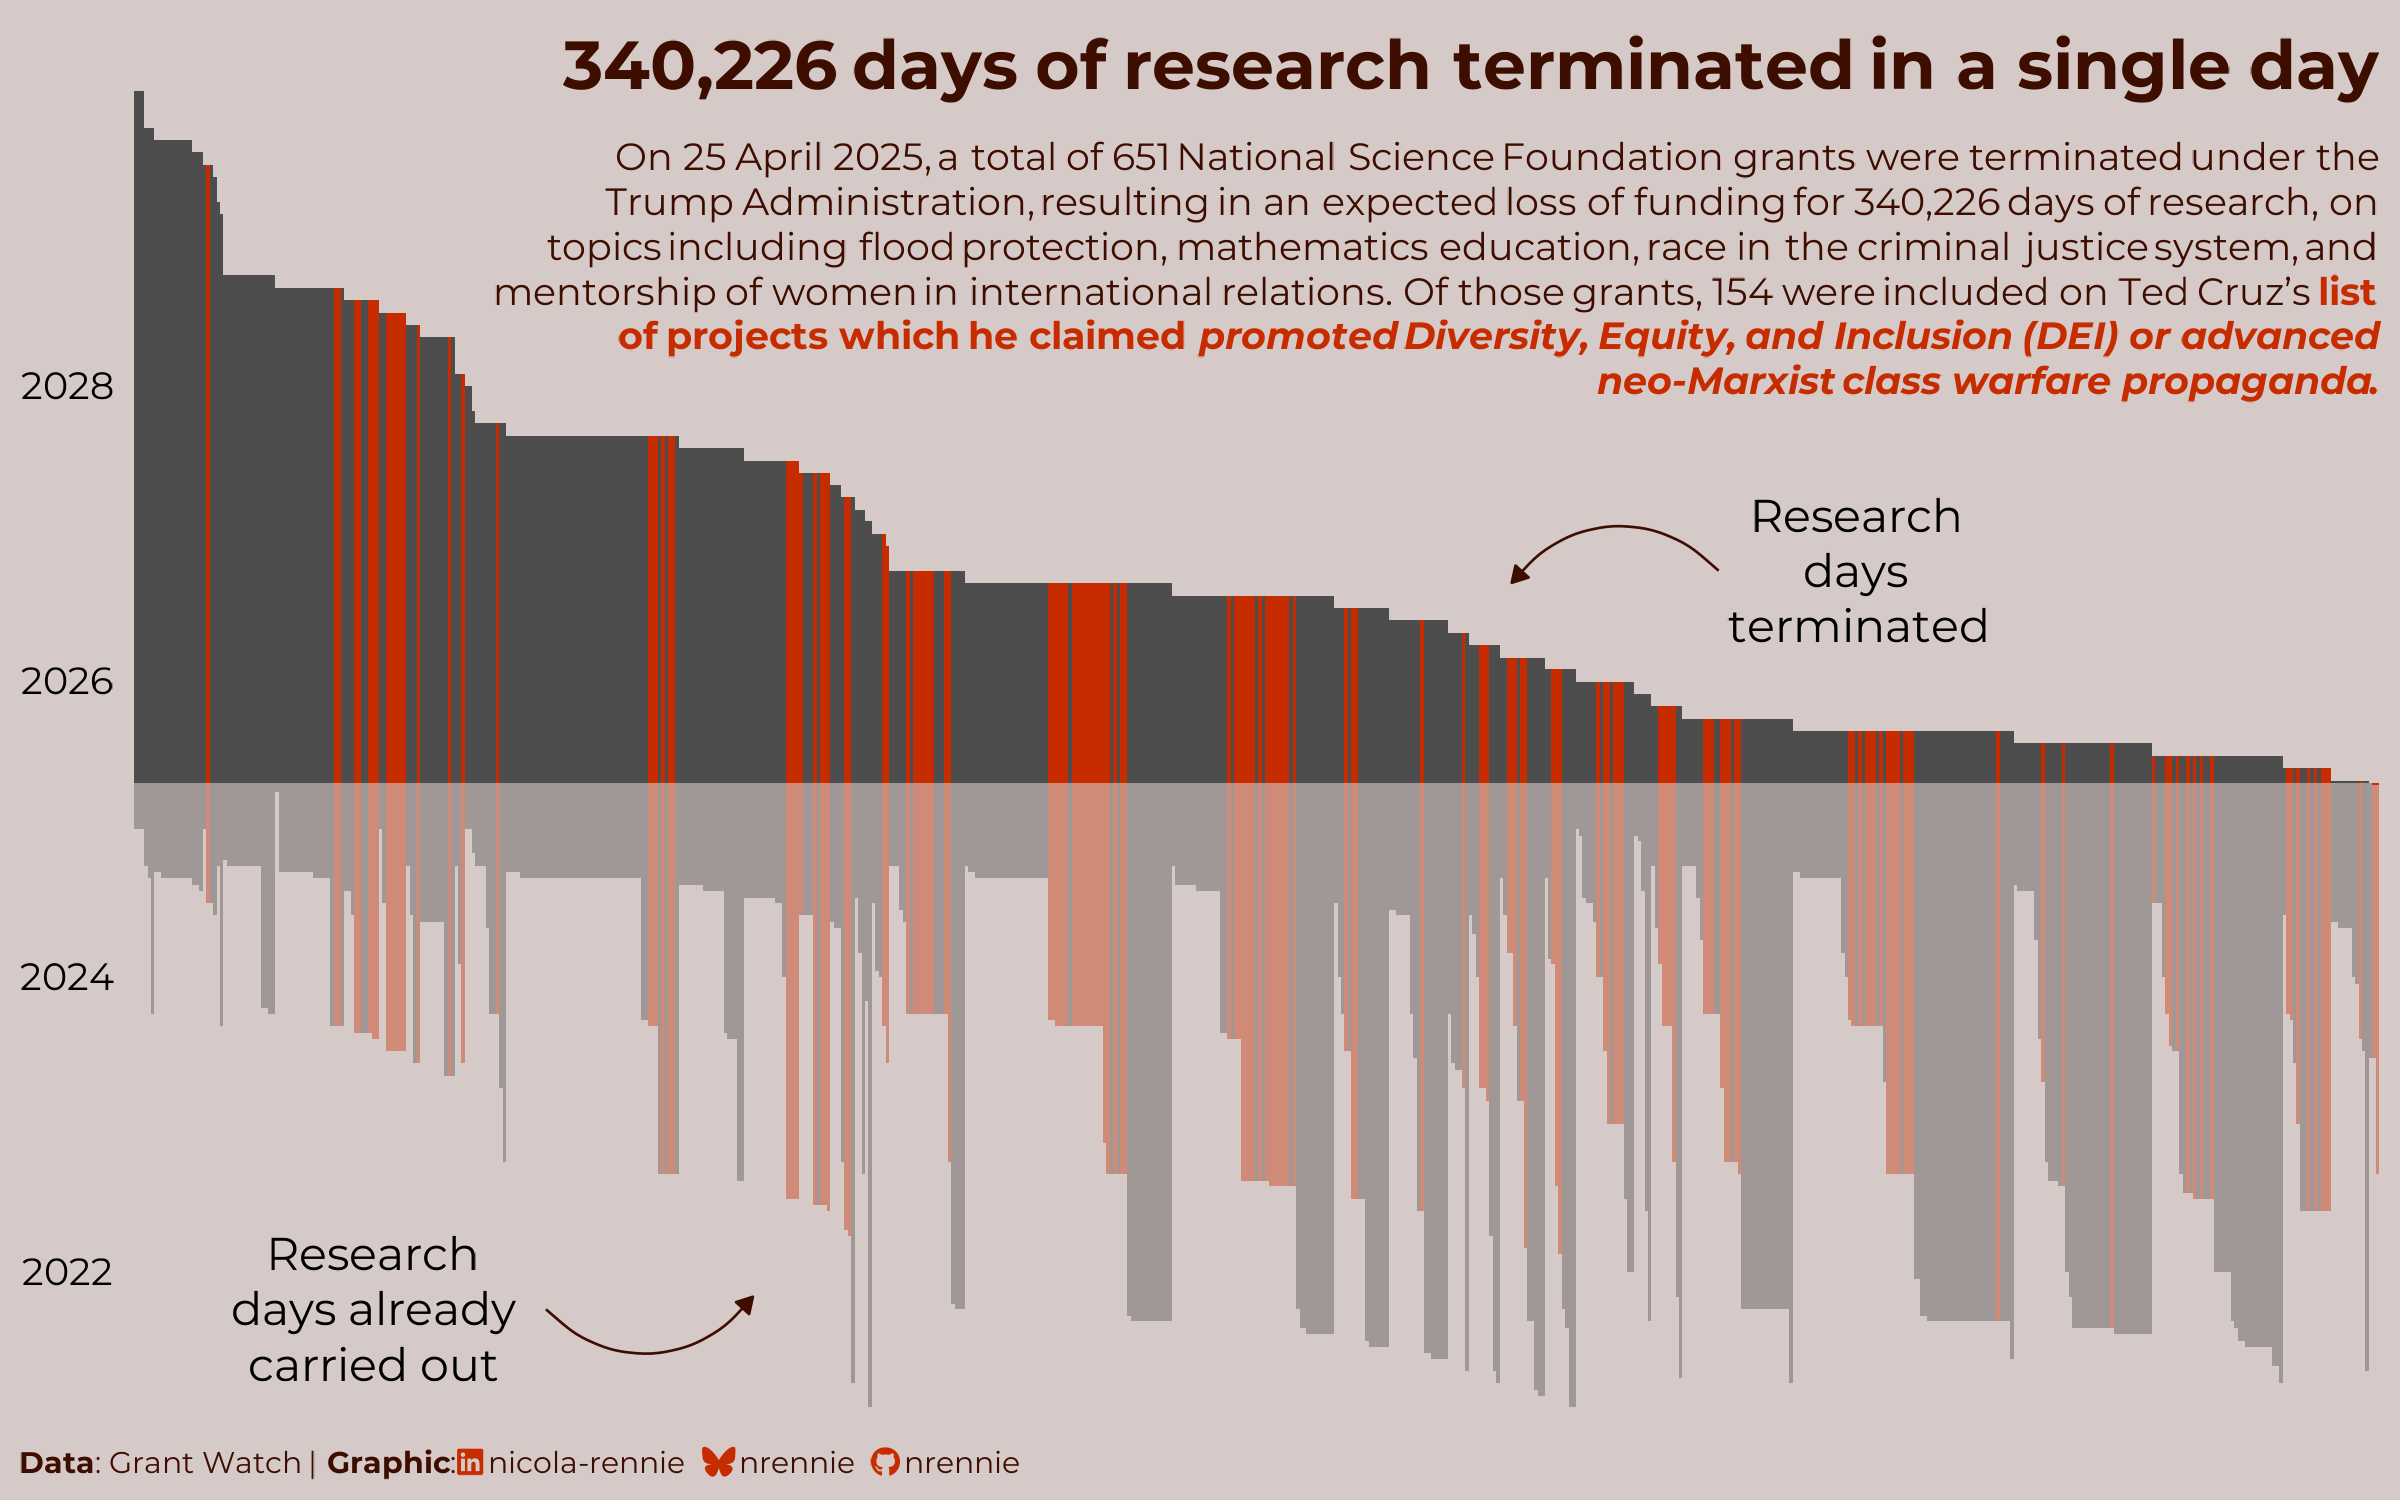 340,226 days of research terminated in a single day
On 25 April 2025, a total of 651 National Science Foundation grants were terminated under the
Trump Administration, resulting in an expected loss of funding for 340,226 days of research, on
topics including flood protection, mathematics education, race in the criminal justice system, and
mentorship of women in international relations. Of those grants, 154 were included on Ted Cruz’s list
of projects which he claimed promoted Diversity, Equity, and Inclusion (DEI) or advanced
neo-Marxist class warfare propaganda.
2028
2026
2024
2022
Research
days
terminated
Research
days already
carried out
Data: Grant Watch | Graphic: nicola-rennie nrennie nrennie